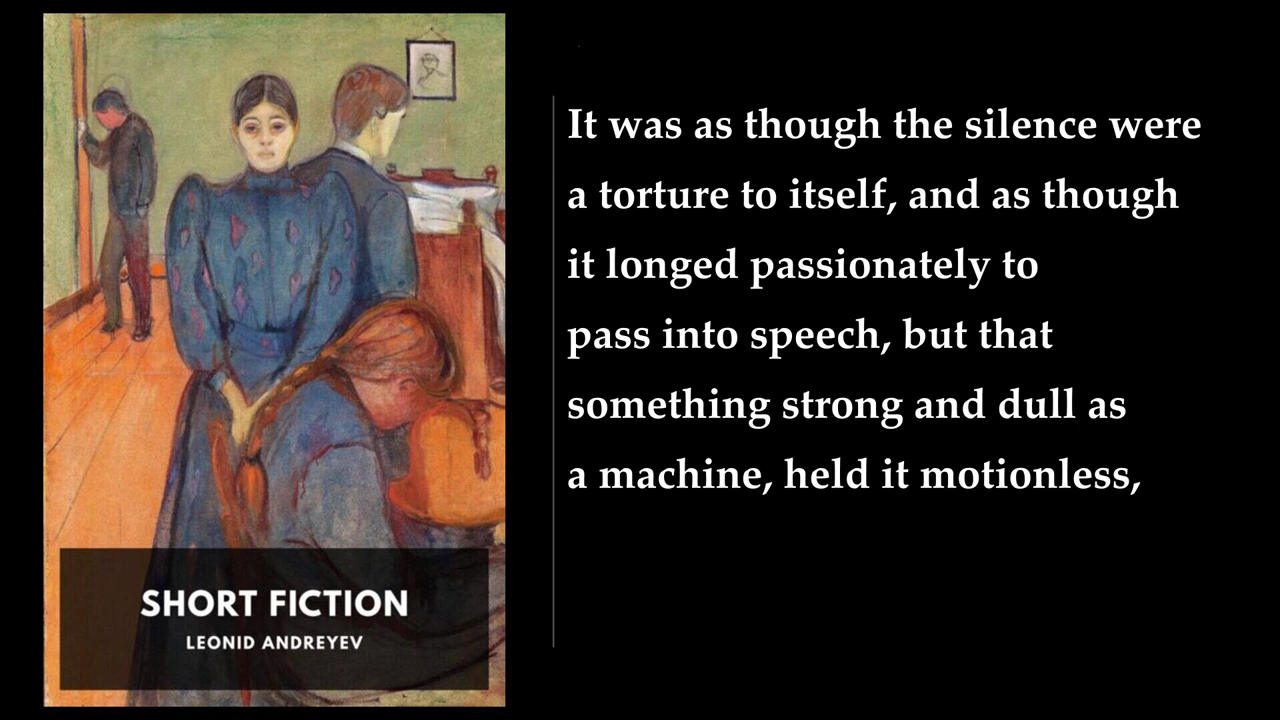 SHORT FICTION
LEONID ANDREYEV
It was as though the silence were
a torture to itself, and as though
it longed passionately to
pass into speech, but that
something strong and dull as
a machine, held it motionless,